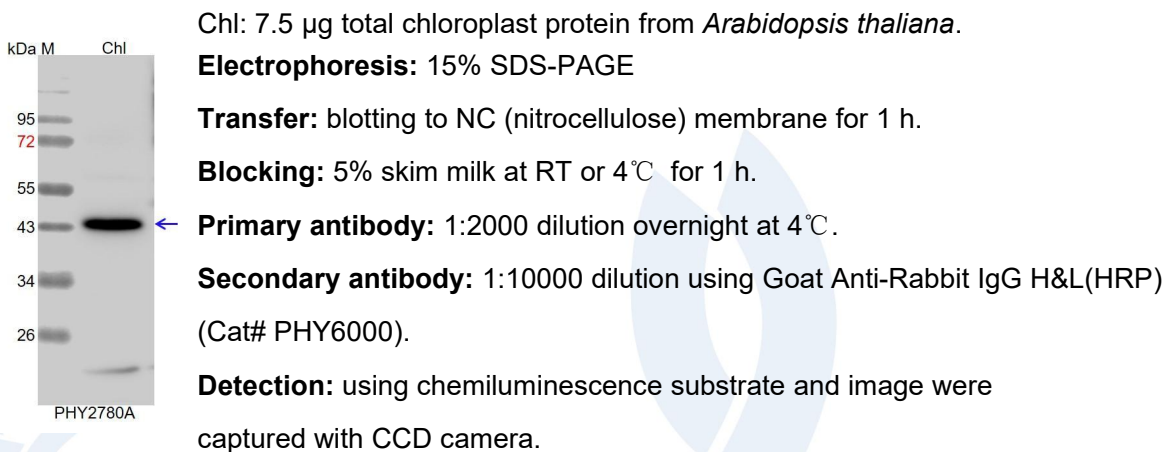 Chl: 7.5 µg total chloroplast protein from Arabidopsis thaliana.
kDa M Chl
Electrophoresis: 15% SDS-PAGE
95
Transfer: blotting to NC (nitrocellulose) membrane for 1 h.
72
Blocking: 5% skim milk at RT or 4℃ for 1 h.
55
43
Primary antibody: 1:2000 dilution overnight at 4℃.
34
Secondary antibody: 1:10000 dilution using Goat Anti-Rabbit IgG H&L(HRP)
26
(Cat# PHY6000).
Detection: using chemiluminescence substrate and image were
PHY2780A
captured with CCD camera.